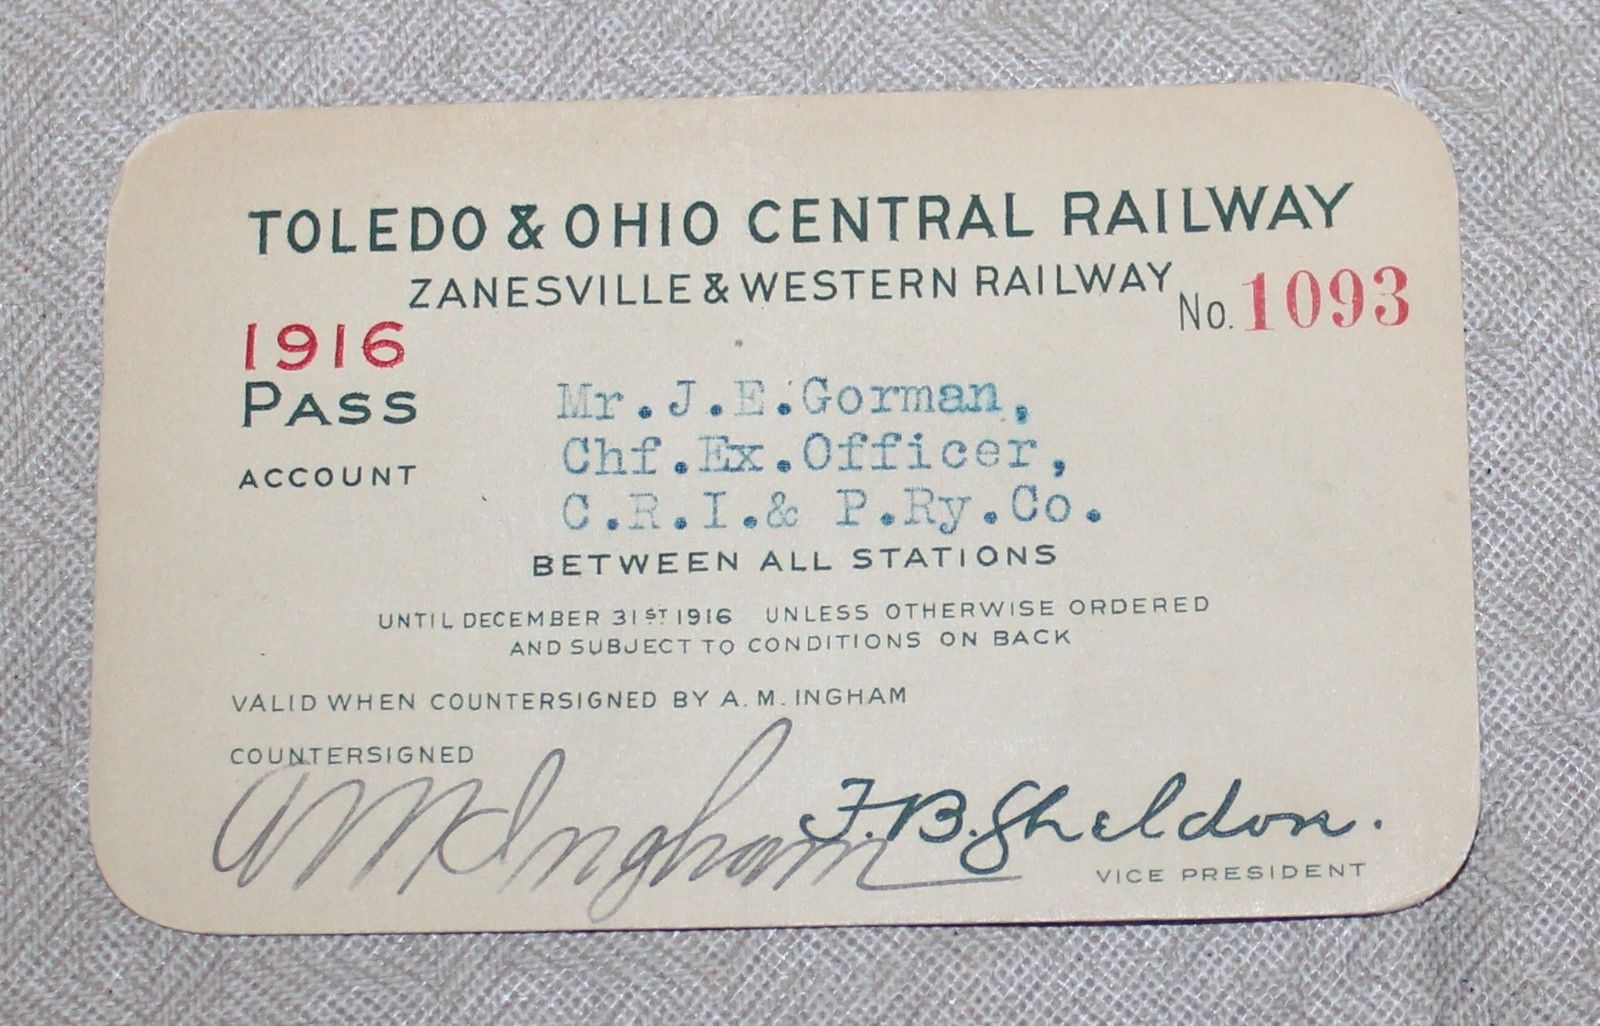 TOLEDO & OHIO CENTRAL RAILWAY
ZANESVILLE & WESTERN RAILWAY
No. 1093
1916
PASS
ACCOUNT
Mr. J. E. Gorman,
Chf. Ex. Officer,
C. R. I. & P. Ry. Co.
BETWEEN ALL STATIONS
UNTIL DECEMBER 31ST 1916 UNLESS OTHERWISE ORDERED
AND SUBJECT TO CONDITIONS ON BACK
VALID WHEN COUNTERSIGNED BY A. M. INGHAM
COUNTERSIGNED
AM Ingham
F. B. Sheldon.
VICE PRESIDENT